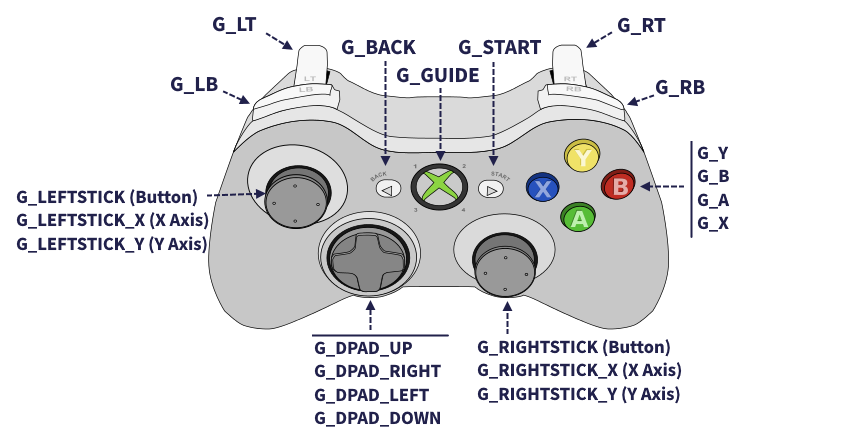 G_LT
G_RT
G_BACK
G_START
G_GUIDE
G_LB
G_RB
LT
LB
RT
RB
BACK
START
1
2
3
4
Y
X
B
A
G_Y
G_B
G_A
G_X
G_LEFTSTICK (Button)
G_LEFTSTICK_X (X Axis)
G_LEFTSTICK_Y (Y Axis)
G_DPAD_UP
G_DPAD_RIGHT
G_DPAD_LEFT
G_DPAD_DOWN
G_RIGHTSTICK (Button)
G_RIGHTSTICK_X (X Axis)
G_RIGHTSTICK_Y (Y Axis)